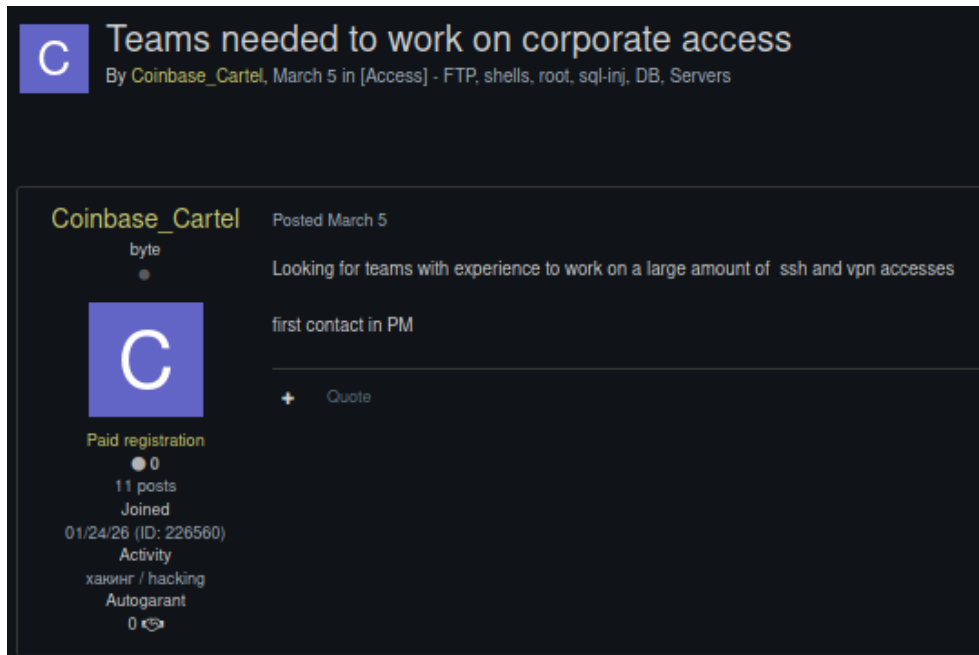 C
Teams needed to work on corporate access
By Coinbase_Cartel, March 5 in [Access] - FTP, shells, root, sql-inj, DB, Servers
Coinbase_Cartel
byte
C
Paid registration
0
11 posts
Joined
01/24/26 (ID: 226560)
Activity
хакинг / hacking
Autogarant
0
Posted March 5
Looking for teams with experience to work on a large amount of ssh and vpn accesses
first contact in PM
+ Quote